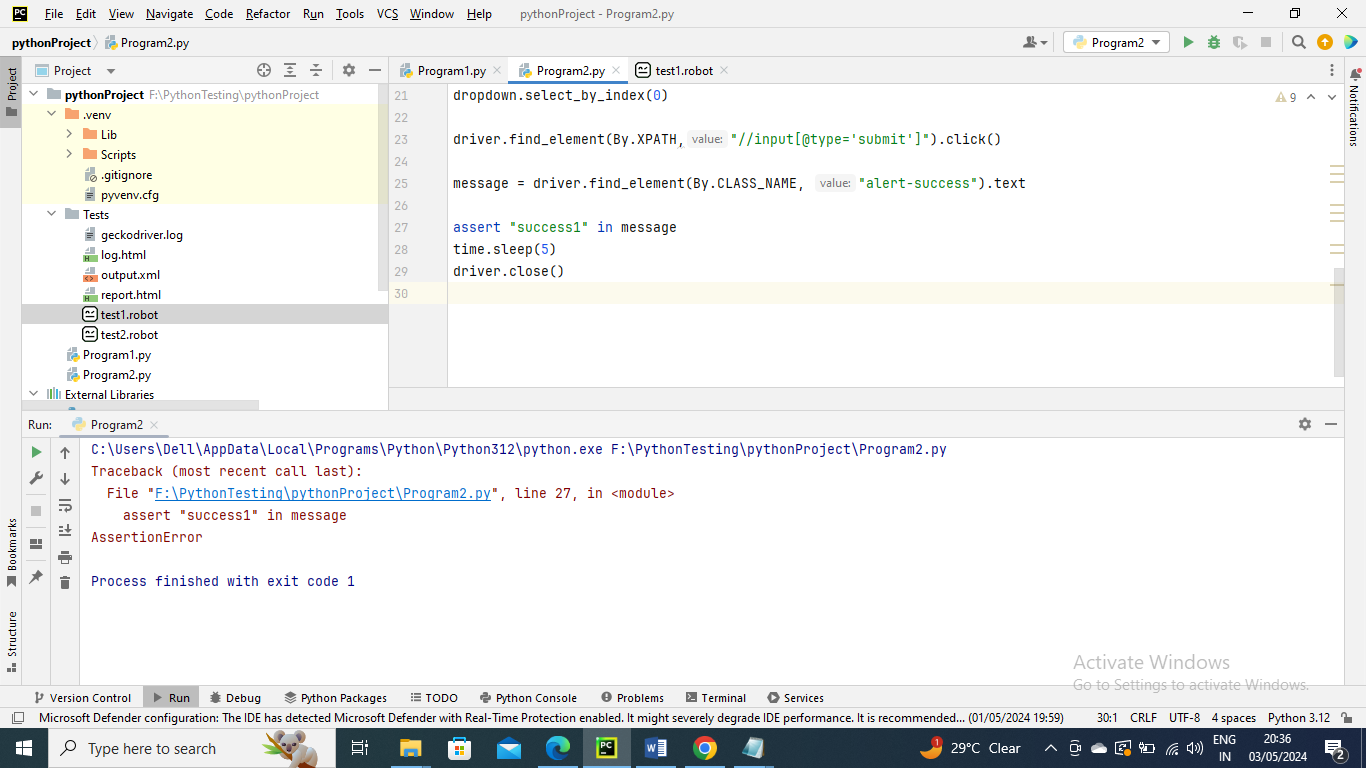 PC File Edit View Navigate Code Refactor Run Tools VCS Window Help pythonProject - Program2.py
pythonProject Program2.py Program2
Project
Project
Program1.py Program2.py test1.robot
Notifications
pythonProject F:\PythonTesting\pythonProject
.venv
Lib
Scripts
.gitignore
pyvenv.cfg
Tests
geckodriver.log
log.html
output.xml
report.html
test1.robot
test2.robot
Program1.py
Program2.py
External Libraries
21 dropdown.select_by_index(0)
9
22
23 driver.find_element(By.XPATH, value: "//input[@type='submit']").click()
24
25 message = driver.find_element(By.CLASS_NAME, value: "alert-success").text
26
27 assert "success1" in message
28 time.sleep(5)
29 driver.close()
30
Run: Program2
C:\Users\Dell\AppData\Local\Programs\Python\Python312\python.exe F:\PythonTesting\pythonProject\Program2.py
Traceback (most recent call last):
File "F:\PythonTesting\pythonProject\Program2.py", line 27, in <module>
assert "success1" in message
AssertionError
Process finished with exit code 1
Bookmarks
Structure
Activate Windows
Go to Settings to activate Windows.
Version Control Run Debug Python Packages TODO Python Console Problems Terminal Services
Microsoft Defender configuration: The IDE has detected Microsoft Defender with Real-Time Protection enabled. It might severely degrade IDE performance. It is recommended... (01/05/2024 19:59) 30:1 CRLF UTF-8 4 spaces Python 3.12
Type here to search
PC
W
29°C Clear
ENG
IN
20:36
03/05/2024
2